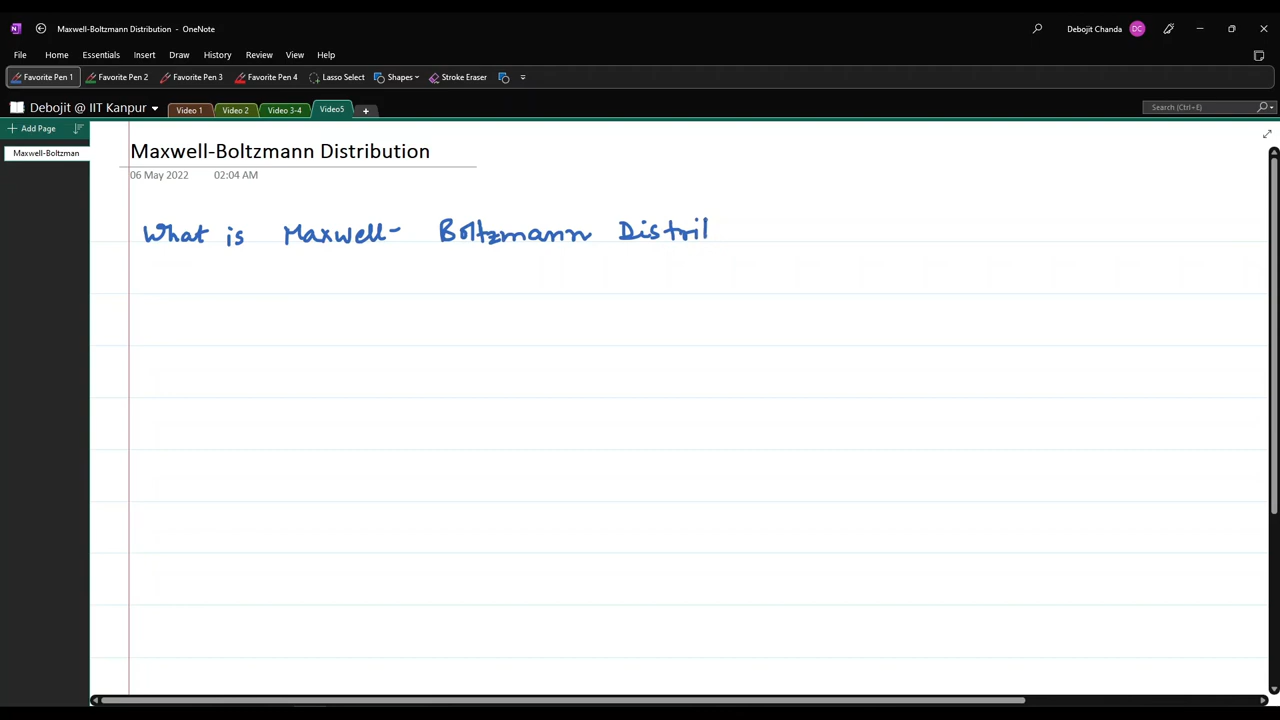 Maxwell-Boltzmann Distribution - OneNote
Debojit Chanda DC
File Home Essentials Insert Draw History Review View Help
Favorite Pen 1 Favorite Pen 2 Favorite Pen 3 Favorite Pen 4 Lasso Select Shapes Stroke Eraser
Debojit @ IIT Kanpur Video 1 Video 2 Video 3-4 Video5 + Search (Ctrl+E)
+ Add Page
Maxwell-Boltzman
Maxwell-Boltzmann Distribution
06 May 2022 02:04 AM
What is Maxwell- Boltzmann Distril